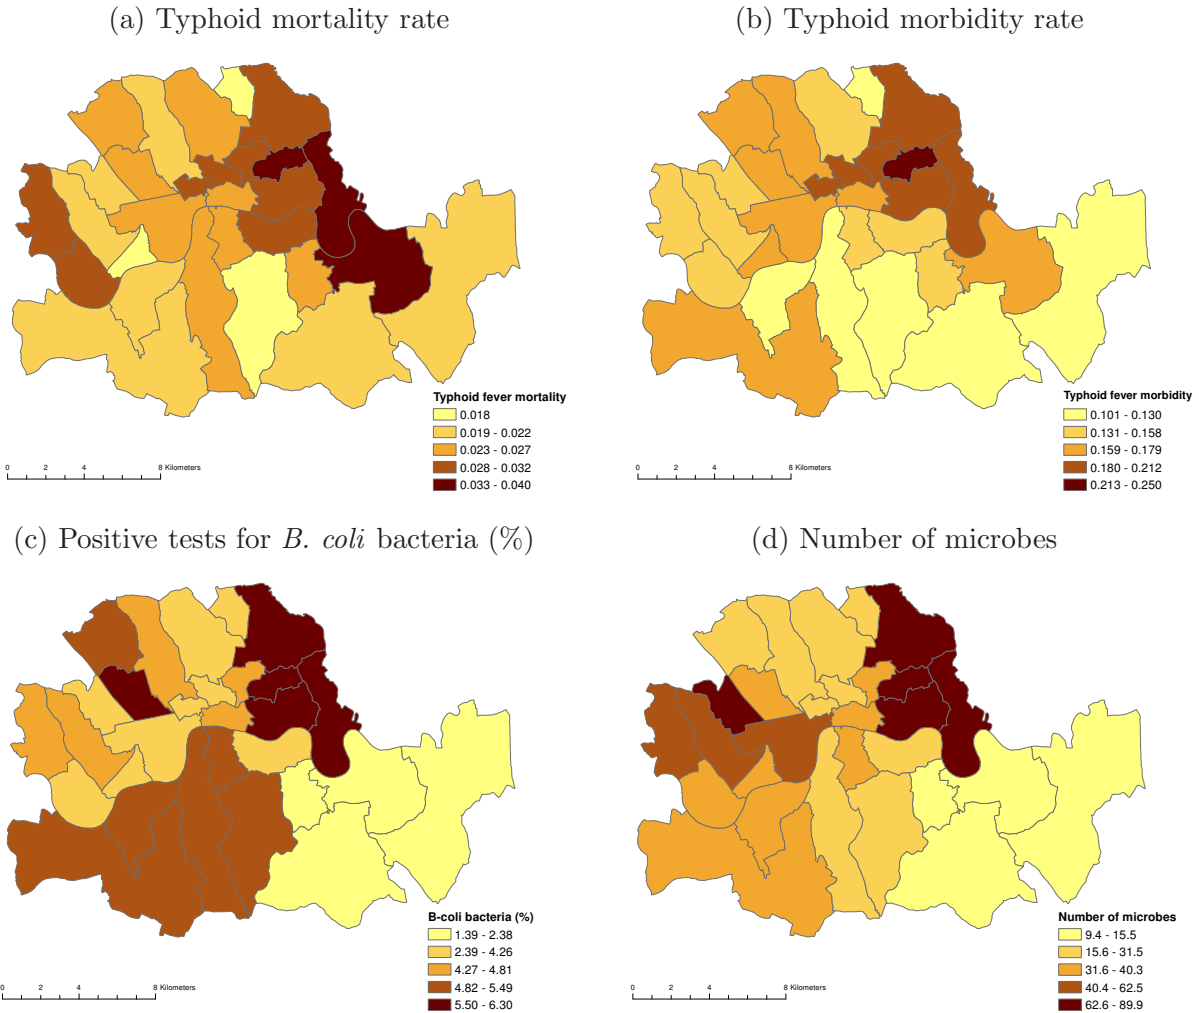 (a) Typhoid mortality rate
(b) Typhoid morbidity rate
Typhoid fever mortality
0.018
0.019 - 0.022
0.023 - 0.027
0.028 - 0.032
0.033 - 0.040
0 2 4 8 Kilometers
Typhoid fever morbidity
0.101 - 0.130
0.131 - 0.158
0.159 - 0.179
0.180 - 0.212
0.213 - 0.250
0 2 4 8 Kilometers
(c) Positive tests for B. coli bacteria (%)
(d) Number of microbes
B-coli bacteria (%)
1.39 - 2.38
2.39 - 4.26
4.27 - 4.81
4.82 - 5.49
5.50 - 6.30
0 2 4 8 Kilometers
Number of microbes
9.4 - 15.5
15.6 - 31.5
31.6 - 40.3
40.4 - 62.5
62.6 - 89.9
0 2 4 8 Kilometers